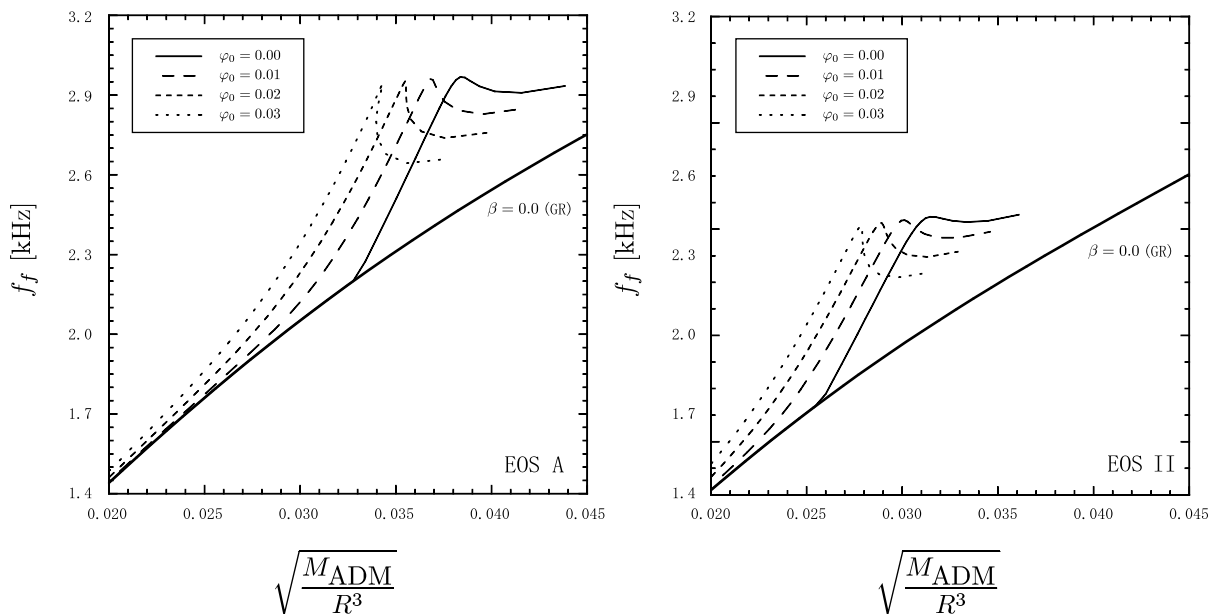 3.2
2.9
2.6
2.3
2.0
1.7
1.4
f_f [kHz]
φ₀ = 0.00
φ₀ = 0.01
φ₀ = 0.02
φ₀ = 0.03
β = 0.0 (GR)
EOS A
0.020 0.025 0.030 0.035 0.040 0.045
√(M_ADM / R³)
3.2
2.9
2.6
2.3
2.0
1.7
1.4
f_f [kHz]
φ₀ = 0.00
φ₀ = 0.01
φ₀ = 0.02
φ₀ = 0.03
β = 0.0 (GR)
EOS II
0.020 0.025 0.030 0.035 0.040 0.045
√(M_ADM / R³)